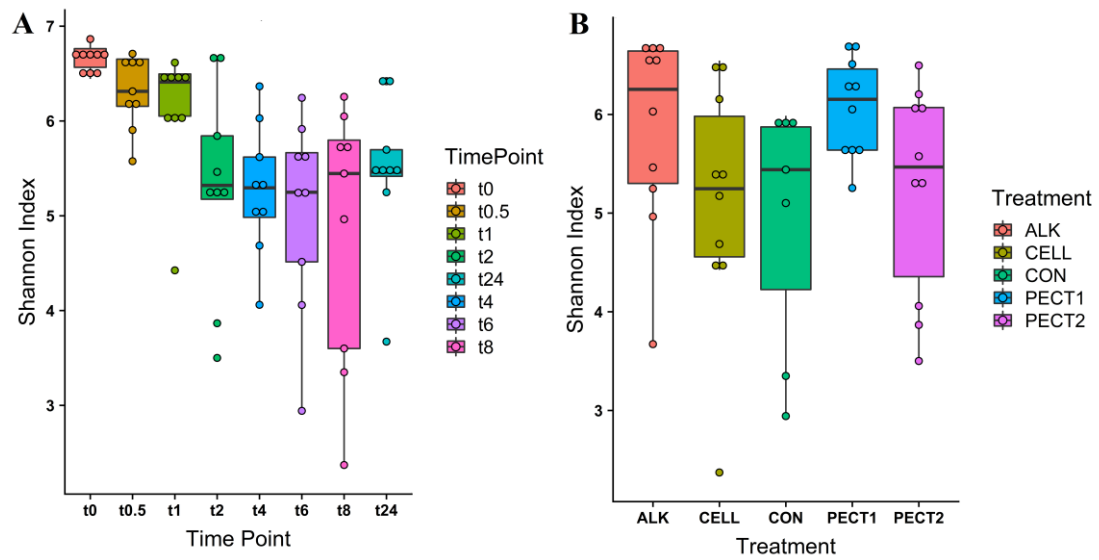 A
7
6
5
4
3
Shannon Index
t0 t0.5 t1 t2 t4 t6 t8 t24
Time Point
TimePoint
t0
t0.5
t1
t2
t24
t4
t6
t8
B
6
5
4
3
Shannon Index
ALK CELL CON PECT1 PECT2
Treatment
Treatment
ALK
CELL
CON
PECT1
PECT2